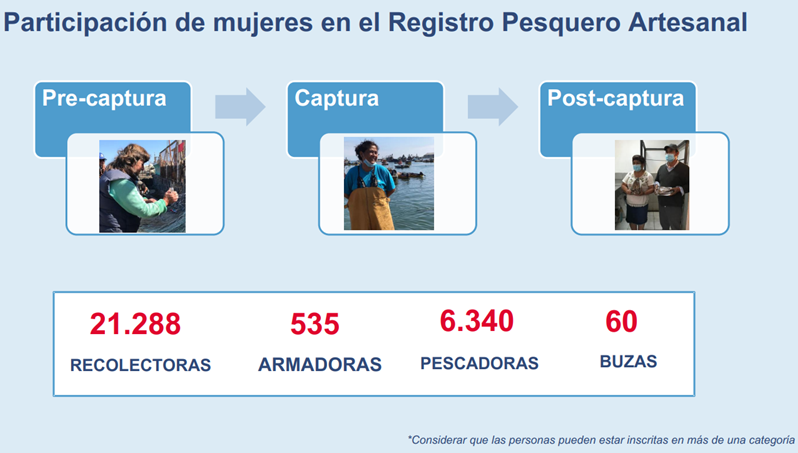 Participación de mujeres en el Registro Pesquero Artesanal
Pre-captura
Captura
Post-captura
21.288
535
6.340
60
RECOLECTORAS
ARMADORAS
PESCADORAS
BUZAS
*Considerar que las personas pueden estar inscritas en más de una categoría